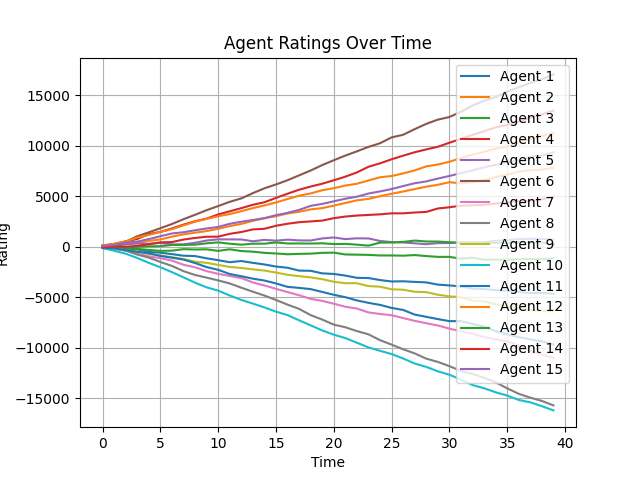 Agent Ratings Over Time
Rating
15000
10000
5000
0
−5000
−10000
−15000
0 5 10 15 20 25 30 35 40
Time
Agent 1
Agent 2
Agent 3
Agent 4
Agent 5
Agent 6
Agent 7
Agent 8
Agent 9
Agent 10
Agent 11
Agent 12
Agent 13
Agent 14
Agent 15